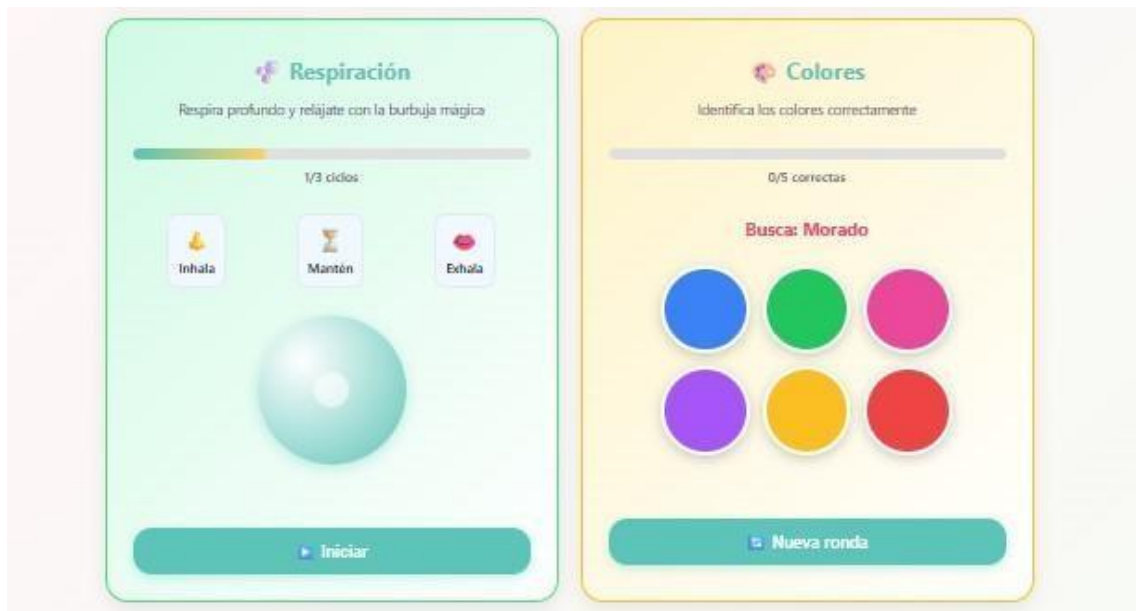 Respiración
Respira profundo y relájate con la burbuja mágica
1/3 ciclos
Inhala
Mantén
Exhala
Iniciar
Colores
Identifica los colores correctamente
0/5 correctas
Busca: Morado
Nueva ronda